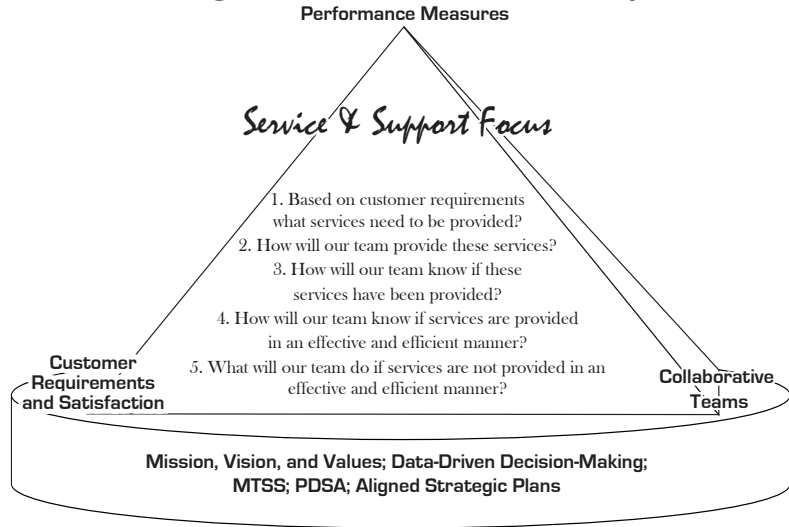 Performance Measures
Service & Support Focus
1. Based on customer requirements
what services need to be provided?
2. How will our team provide these services?
3. How will our team know if these
services have been provided?
4. How will our team know if services are provided
in an effective and efficient manner?
5. What will our team do if services are not provided in an
effective and efficient manner?
Customer
Requirements
and Satisfaction
Collaborative
Teams
Mission, Vision, and Values; Data-Driven Decision-Making;
MTSS; PDSA; Aligned Strategic Plans